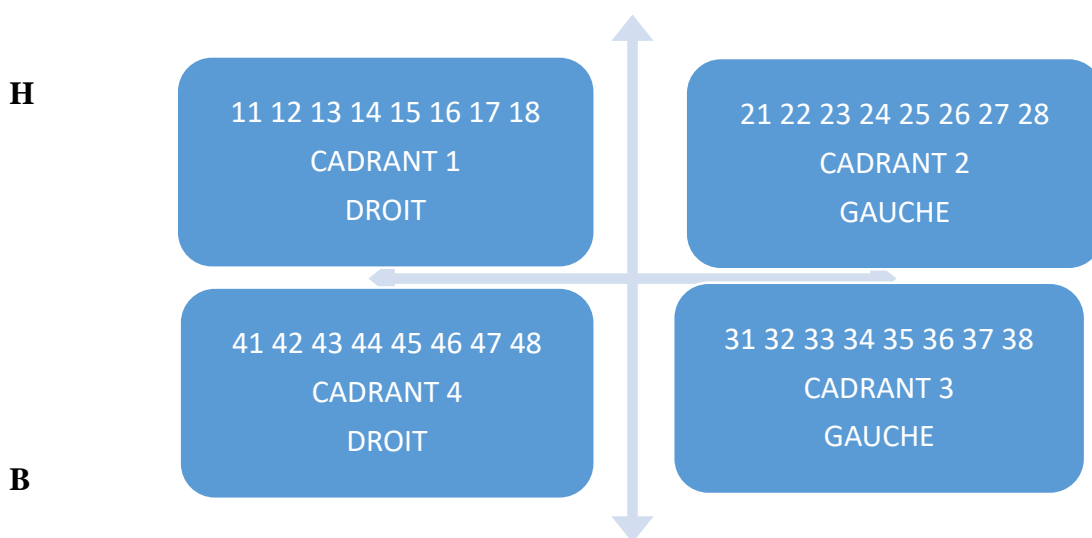 H
11 12 13 14 15 16 17 18
CADRANT 1
DROIT
21 22 23 24 25 26 27 28
CADRANT 2
GAUCHE
41 42 43 44 45 46 47 48
CADRANT 4
DROIT
31 32 33 34 35 36 37 38
CADRANT 3
GAUCHE
B